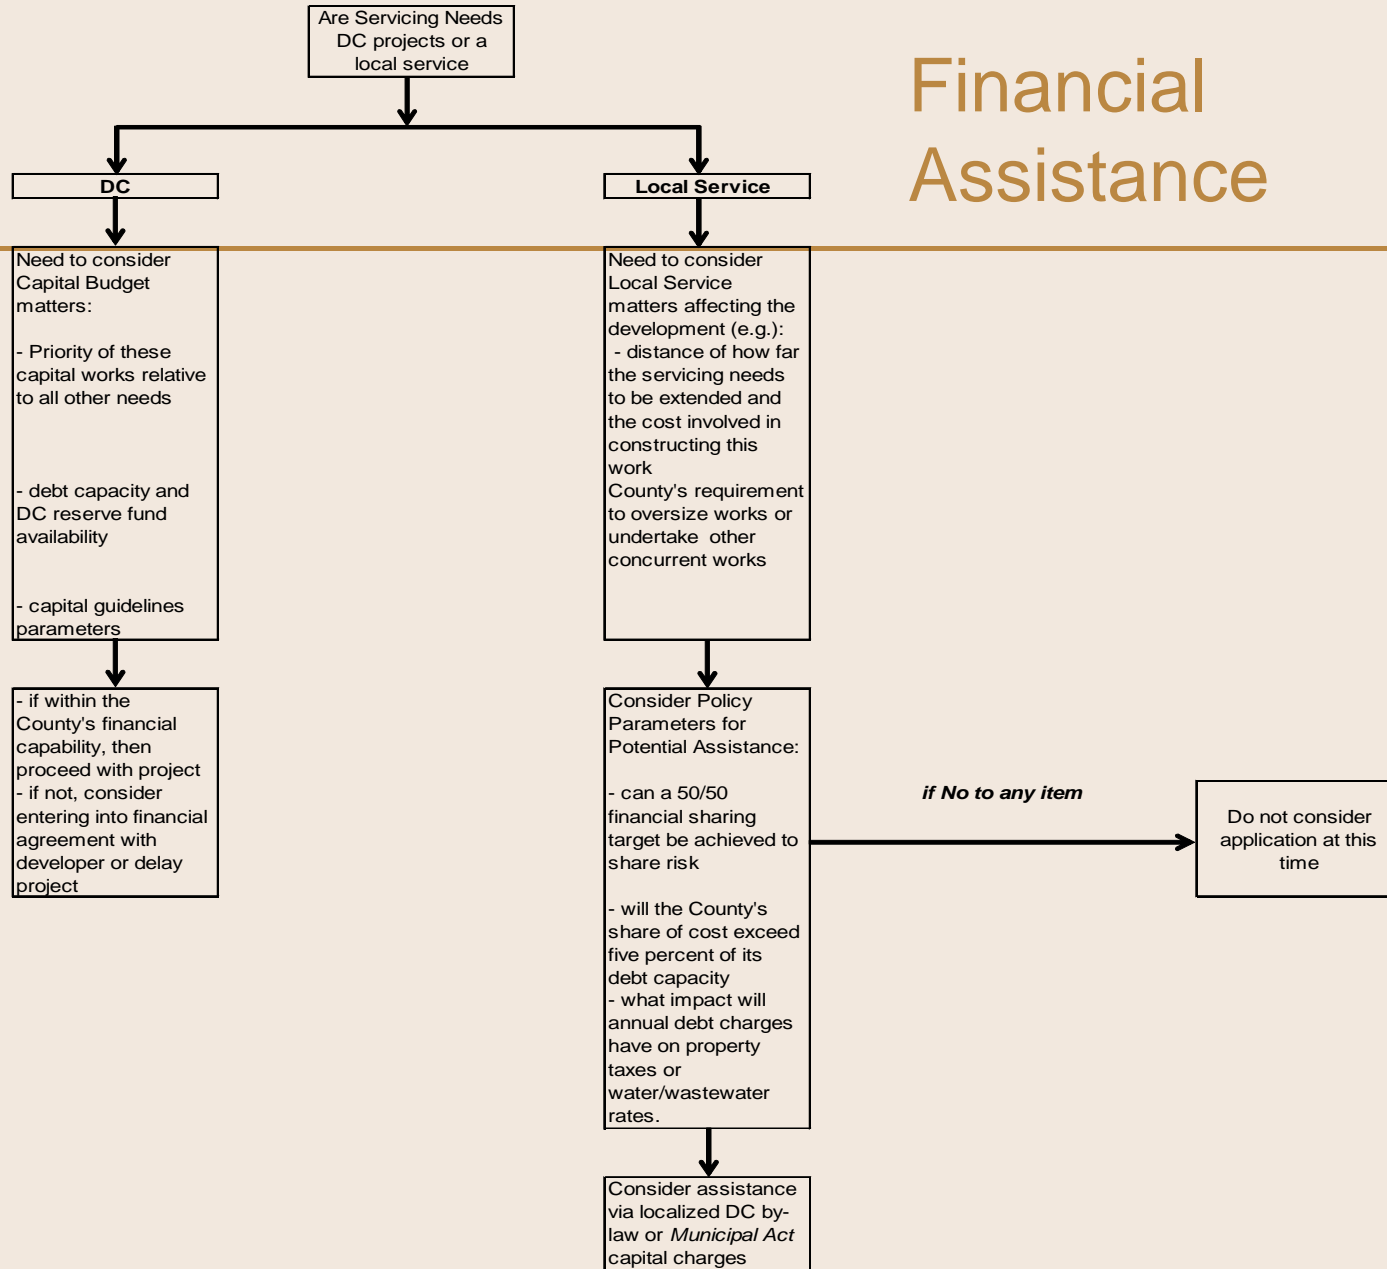 Are Servicing Needs
DC projects or a
local service
Financial
Assistance
DC
Local Service
Need to consider
Capital Budget
matters:
- Priority of these
capital works relative
to all other needs
- debt capacity and
DC reserve fund
availability
- capital guidelines
parameters
Need to consider
Local Service
matters affecting the
development (e.g.):
- distance of how far
the servicing needs
to be extended and
the cost involved in
constructing this
work
County's requirement
to oversize works or
undertake other
concurrent works
- if within the
County's financial
capability, then
proceed with project
- if not, consider
entering into financial
agreement with
developer or delay
project
Consider Policy
Parameters for
Potential Assistance:
- can a 50/50
financial sharing
target be achieved to
share risk
- will the County's
share of cost exceed
five percent of its
debt capacity
- what impact will
annual debt charges
have on property
taxes or
water/wastewater
rates.
if No to any item
Do not consider
application at this
time
Consider assistance
via localized DC by-
law or Municipal Act
capital charges